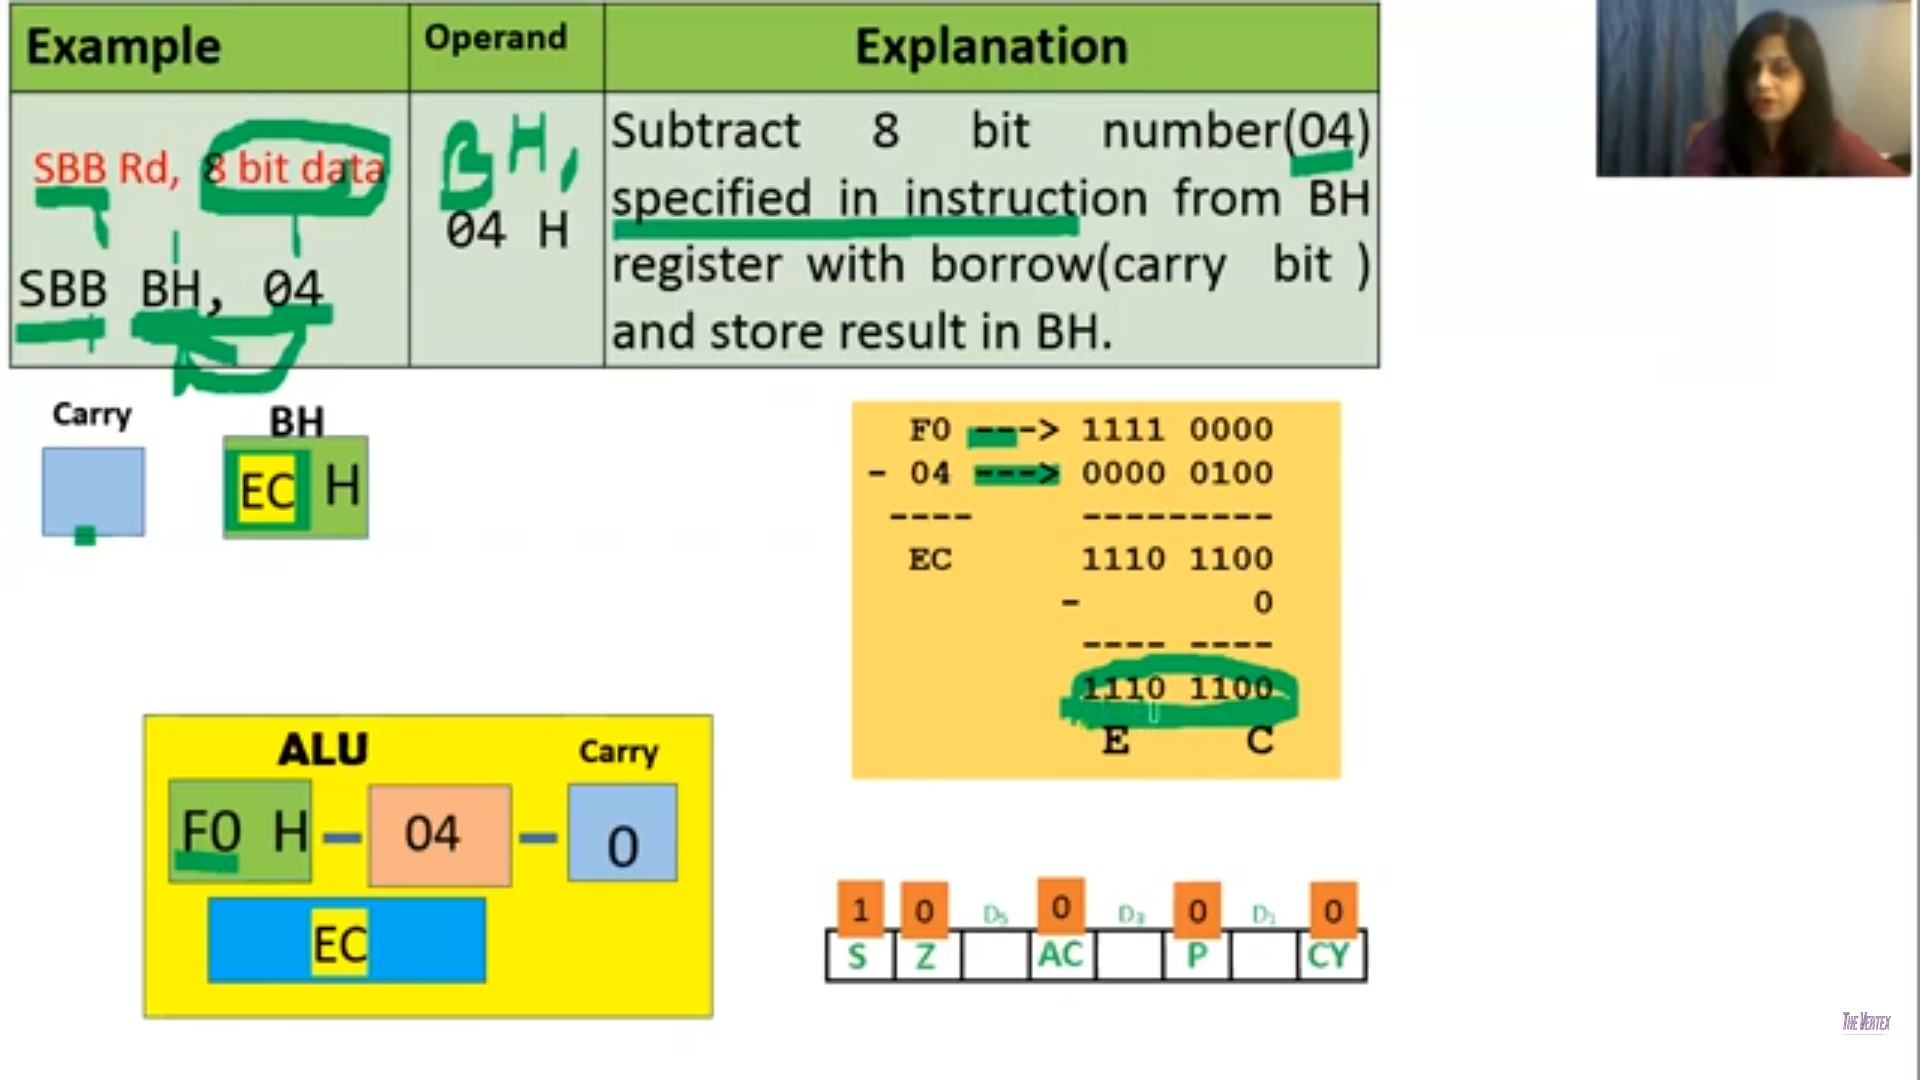 Example
Operand
Explanation
SBB Rd, 8 bit data
SBB BH, 04
BH,
04 H
Subtract 8 bit number(04)
specified in instruction from BH
register with borrow(carry bit )
and store result in BH.
Carry
BH
EC H
F0 ---> 1111 0000
- 04 ---> 0000 0100
---- ---------
EC 1110 1100
- 0
---- ----
1110 1100
E C
ALU
Carry
F0 H - 04 - 0
EC
1 0 D5 0 D3 0 D1 0
S Z AC P CY
THE VERTEX